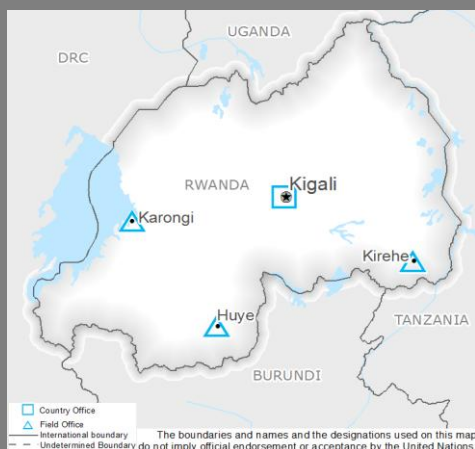 UGANDA
DRC
RWANDA
Kigali
Karongi
Kirehe
Huye
TANZANIA
BURUNDI
Country Office
Field Office
International boundary
Undetermined Boundary
The boundaries and names and the designations used on this map
do not imply official endorsement or acceptance by the United Nations